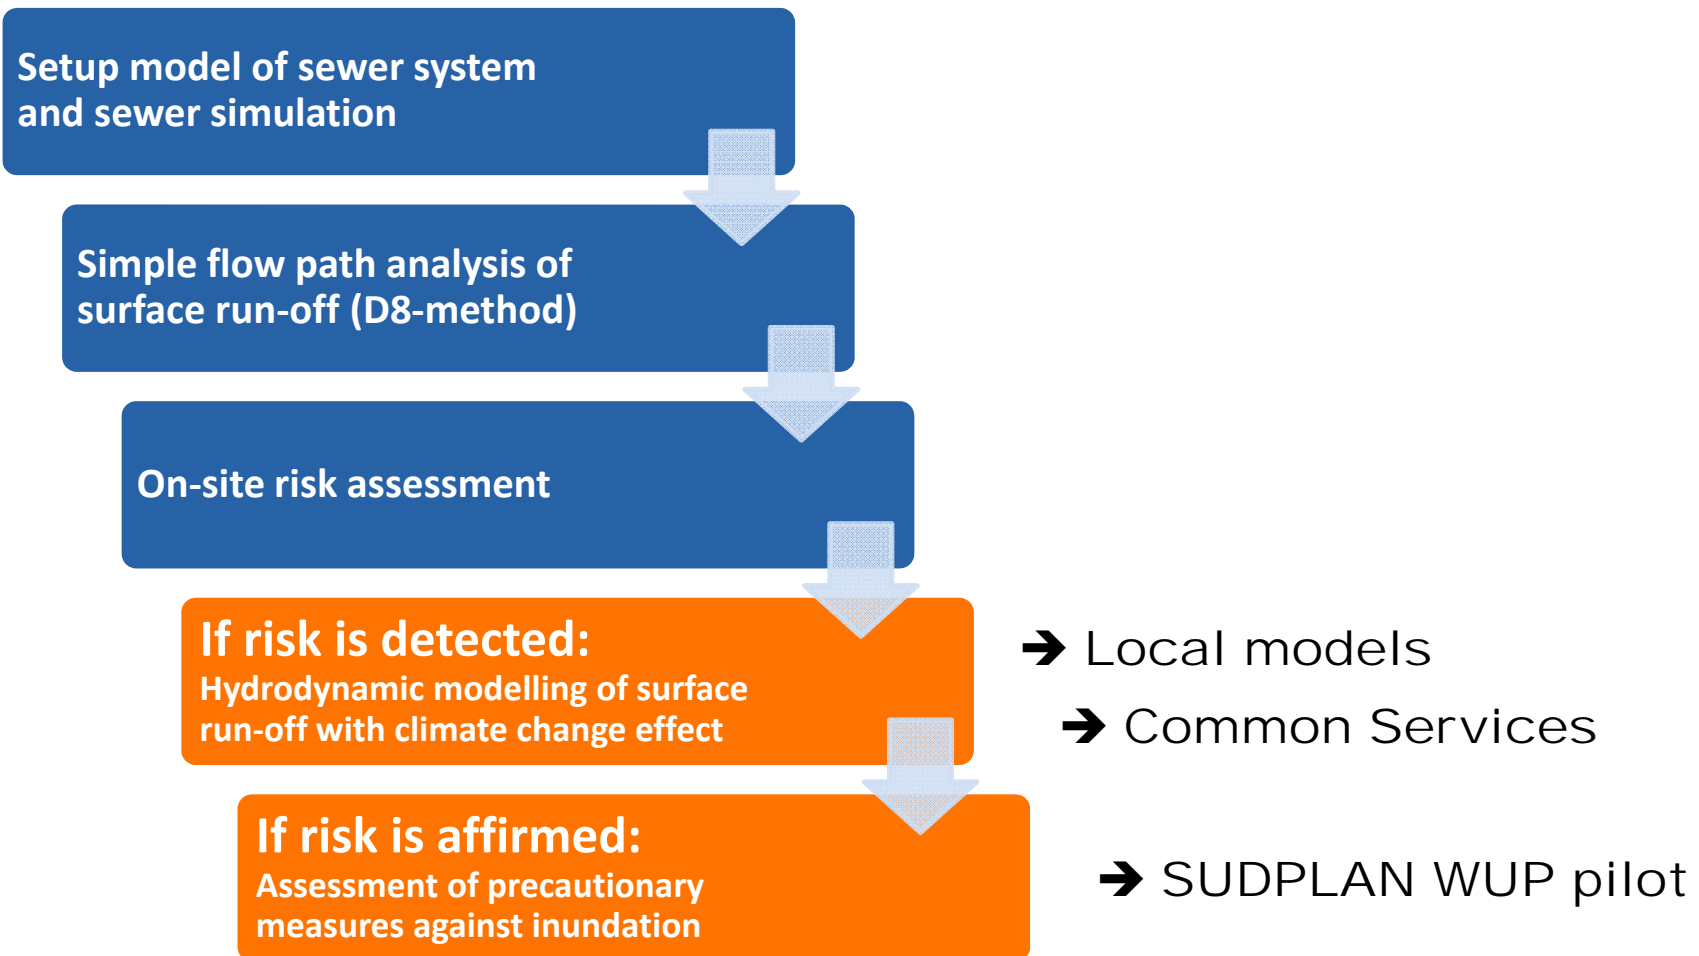 Setup model of sewer system
and sewer simulation
Simple flow path analysis of
surface run-off (D8-method)
On-site risk assessment
If risk is detected:
Hydrodynamic modelling of surface
run-off with climate change effect
➔ Local models
➔ Common Services
If risk is affirmed:
Assessment of precautionary
measures against inundation
➔ SUDPLAN WUP pilot